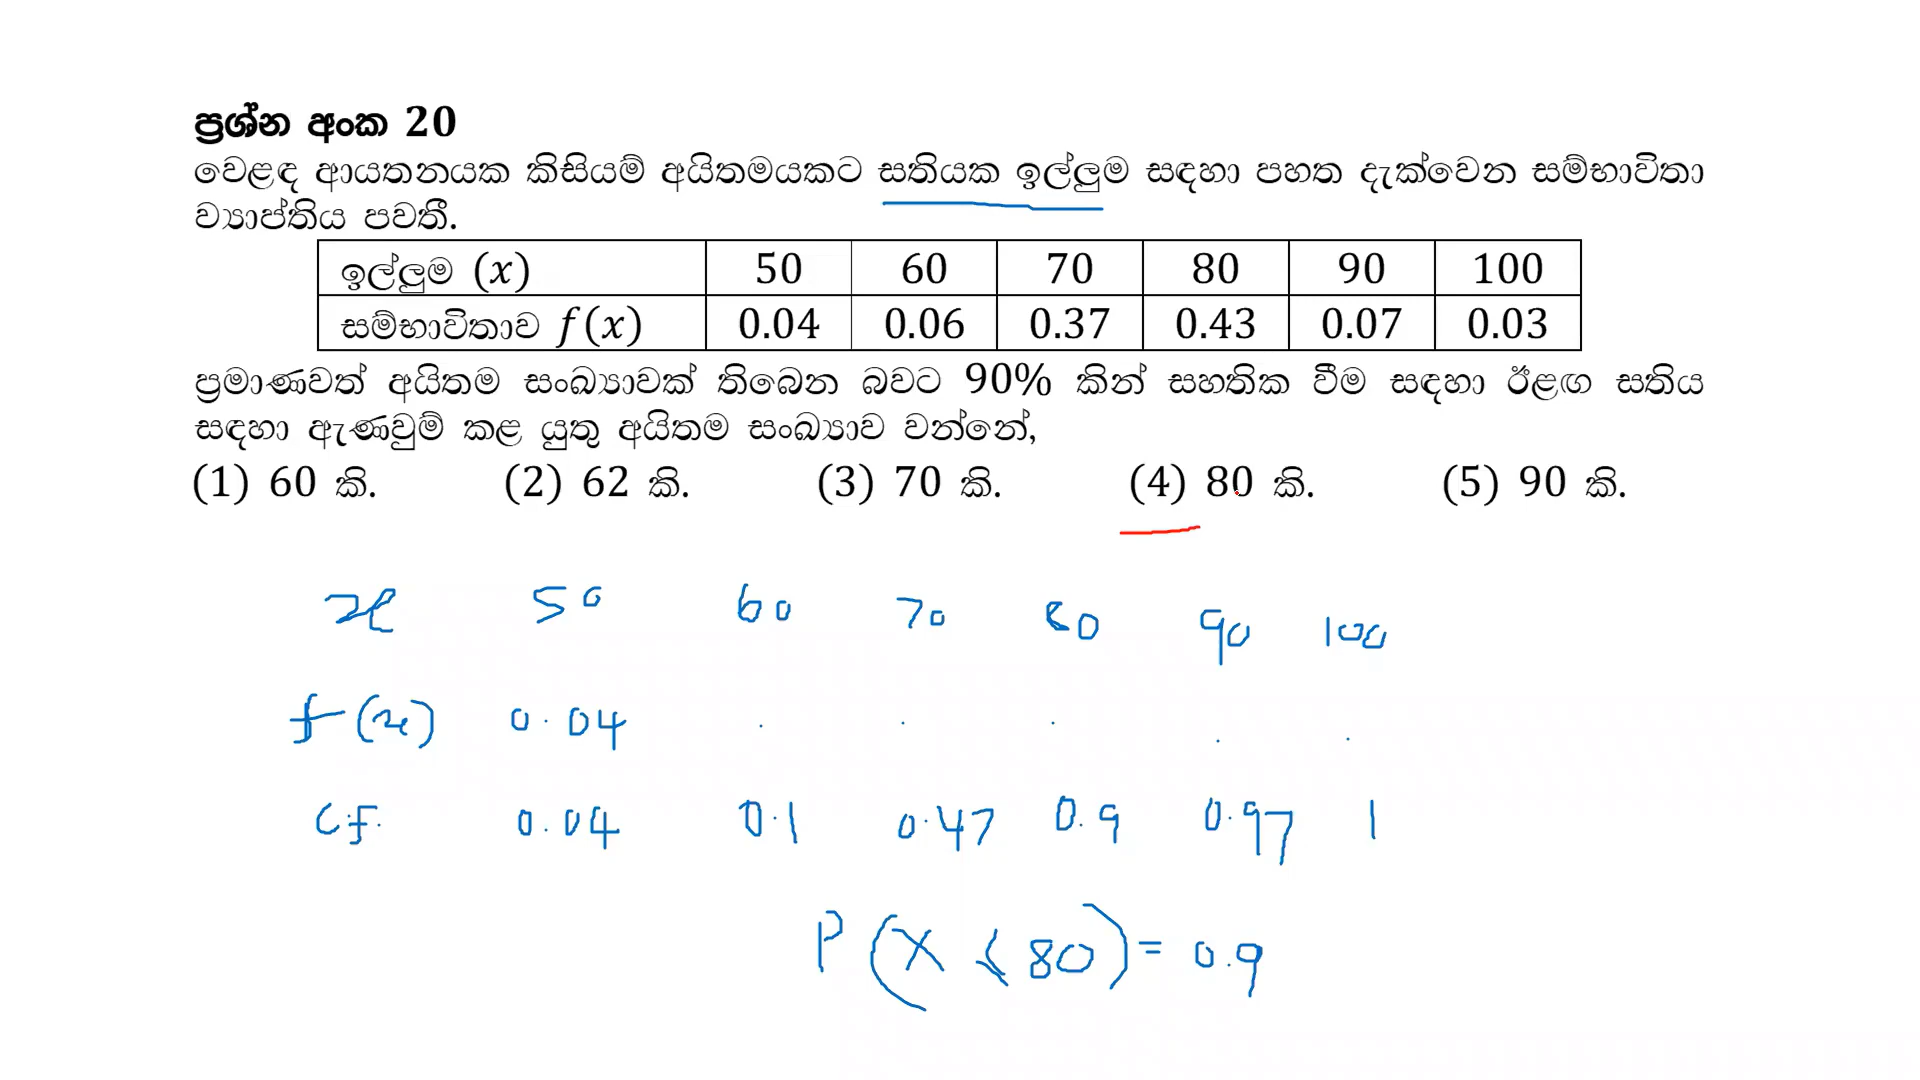 ප්‍රශ්න අංක 20
වෙළඳ ආයතනයක කිසියම් අයිතමයකට සතියක ඉල්ලුම සඳහා පහත දැක්වෙන සම්භාවිතා
ව්‍යාප්තිය පවතී.
ඉල්ලුම (x) 50 60 70 80 90 100
සම්භාවිතාව f(x) 0.04 0.06 0.37 0.43 0.07 0.03
ප්‍රමාණවත් අයිතම සංඛ්‍යාවක් තිබෙන බවට 90% කින් සහතික වීම සඳහා ඊළඟ සතිය
සඳහා ඇණවුම් කළ යුතු අයිතම සංඛ්‍යාව වන්නේ,
(1) 60 කි. (2) 62 කි. (3) 70 කි. (4) 80 කි. (5) 90 කි.
x 50 60 70 80 90 100
f(x) 0.04 . . . . .
C.F. 0.04 0.1 0.47 0.9 0.97 1
P(X ≤ 80) = 0.9